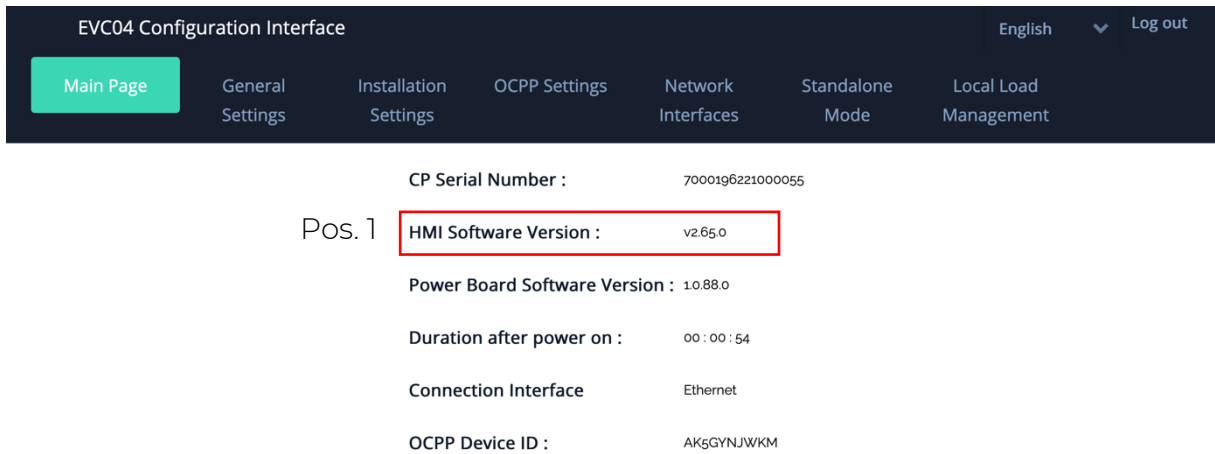 EVC04 Configuration Interface
English
Log out
Main Page
General
Settings
Installation
Settings
OCPP Settings
Network
Interfaces
Standalone
Mode
Local Load
Management
CP Serial Number : 7000196221000055
Pos. 1
HMI Software Version : v2.65.0
Power Board Software Version : 1.0.88.0
Duration after power on : 00 : 00 : 54
Connection Interface Ethernet
OCPP Device ID : AK5GYNJWKM